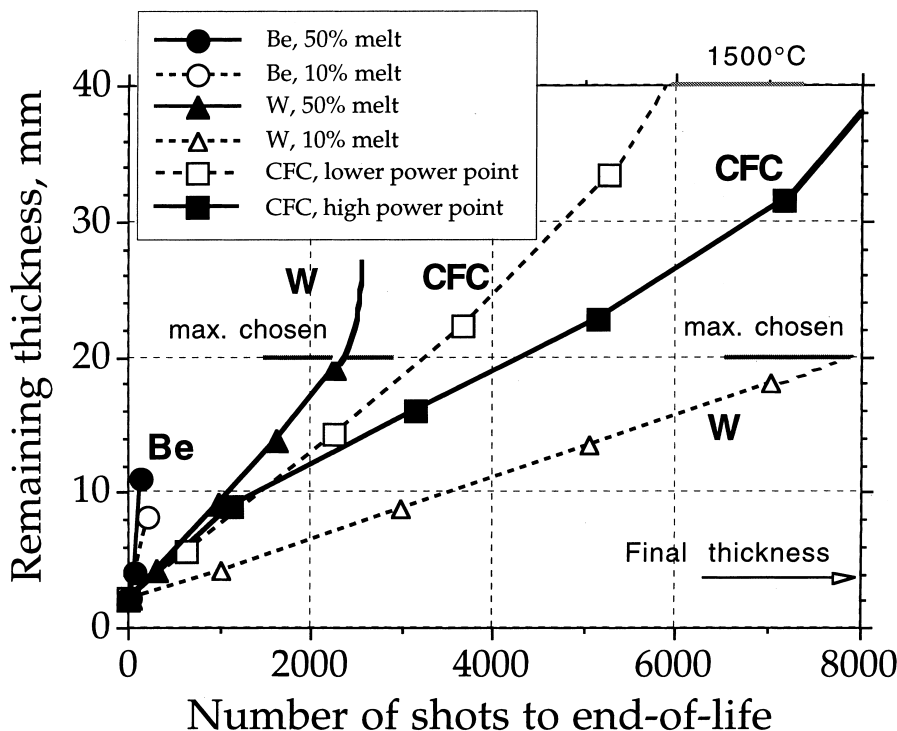 Be, 50% melt
Be, 10% melt
W, 50% melt
W, 10% melt
CFC, lower power point
CFC, high power point
1500°C
CFC
W
CFC
max. chosen
max. chosen
W
Be
Final thickness
Remaining thickness, mm
40
30
20
10
0
0 2000 4000 6000 8000
Number of shots to end-of-life